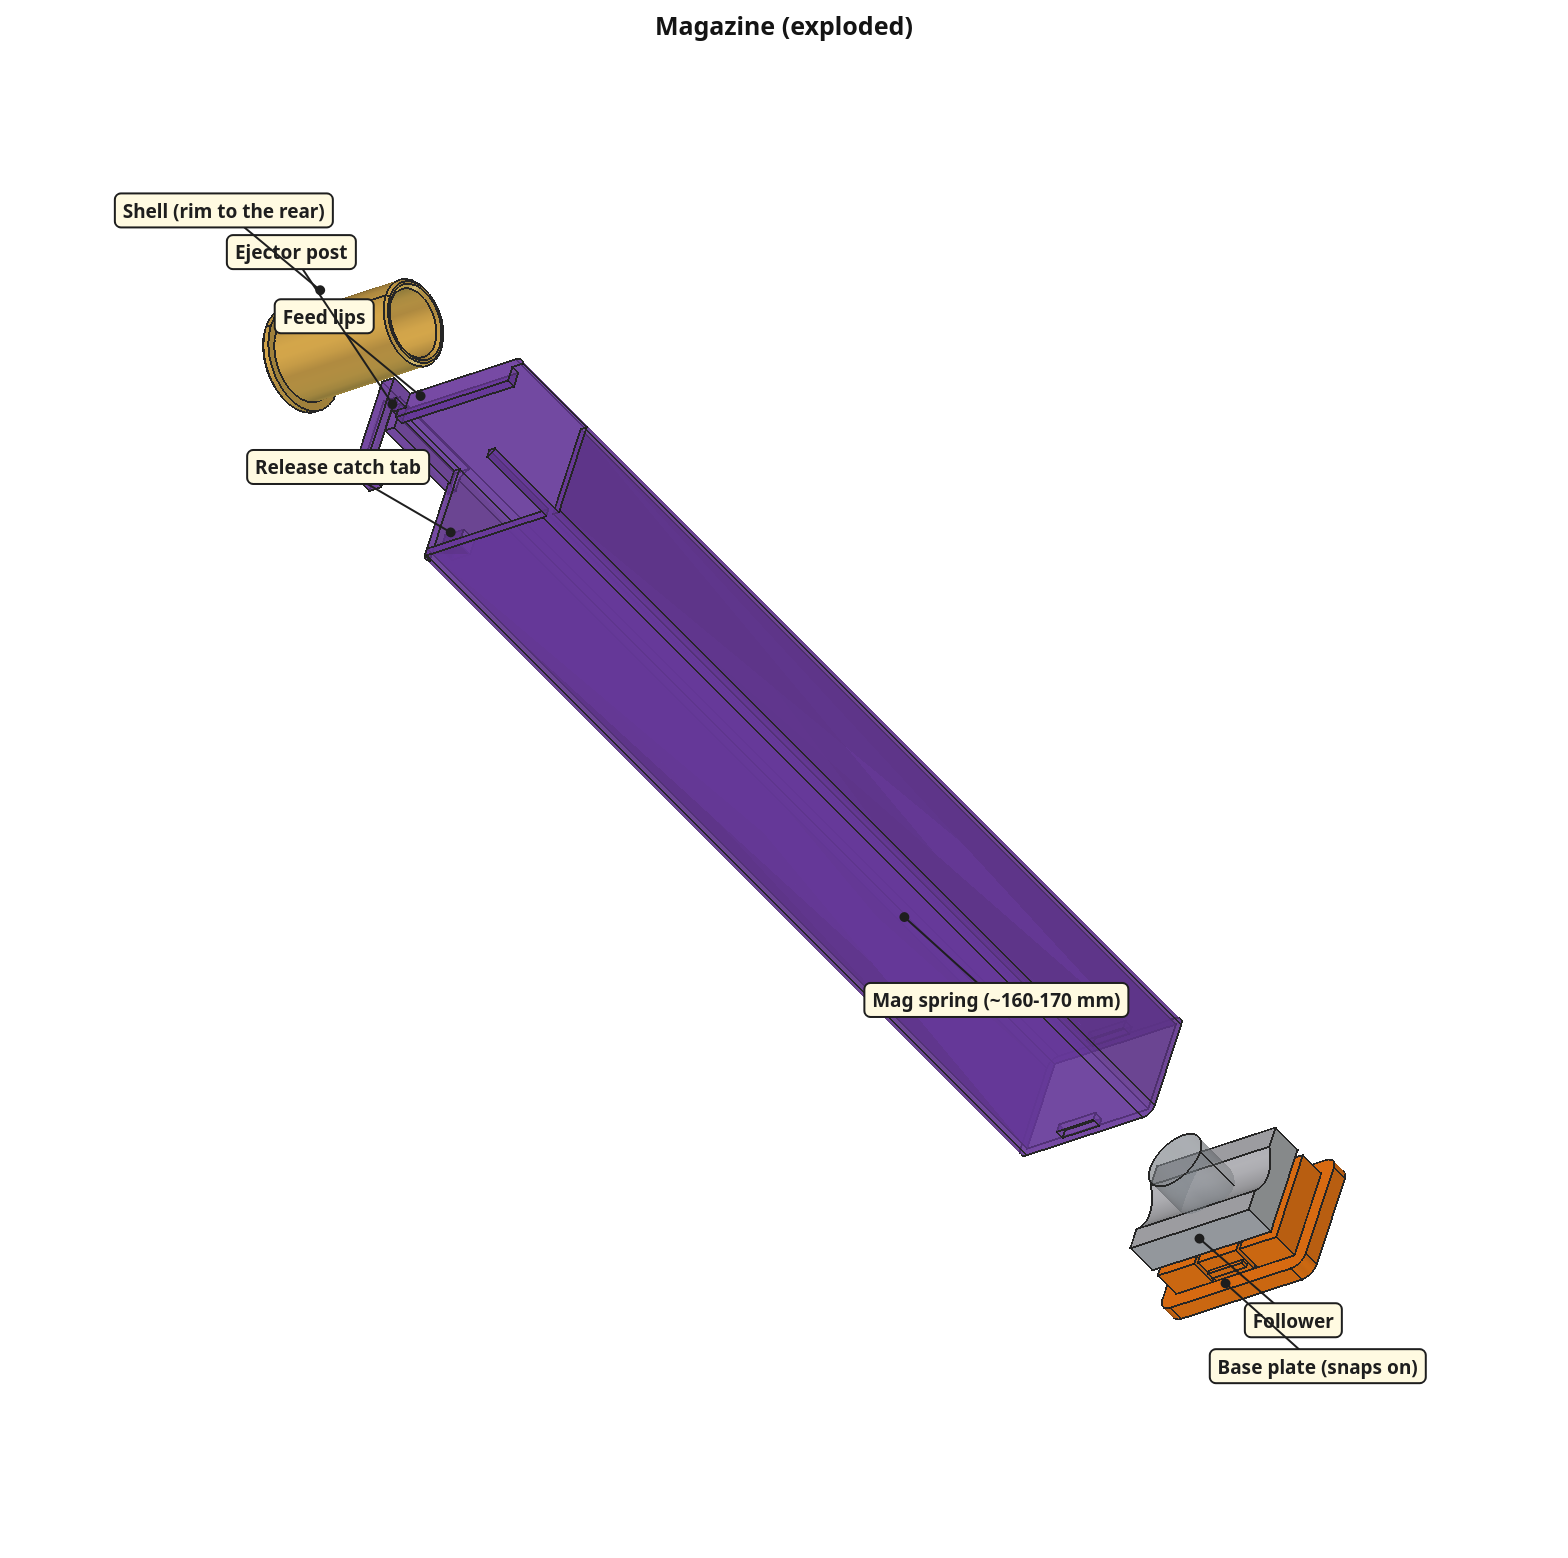 Magazine (exploded)
Shell (rim to the rear)
Ejector post
Feed lips
Release catch tab
Mag spring (~160-170 mm)
Follower
Base plate (snaps on)